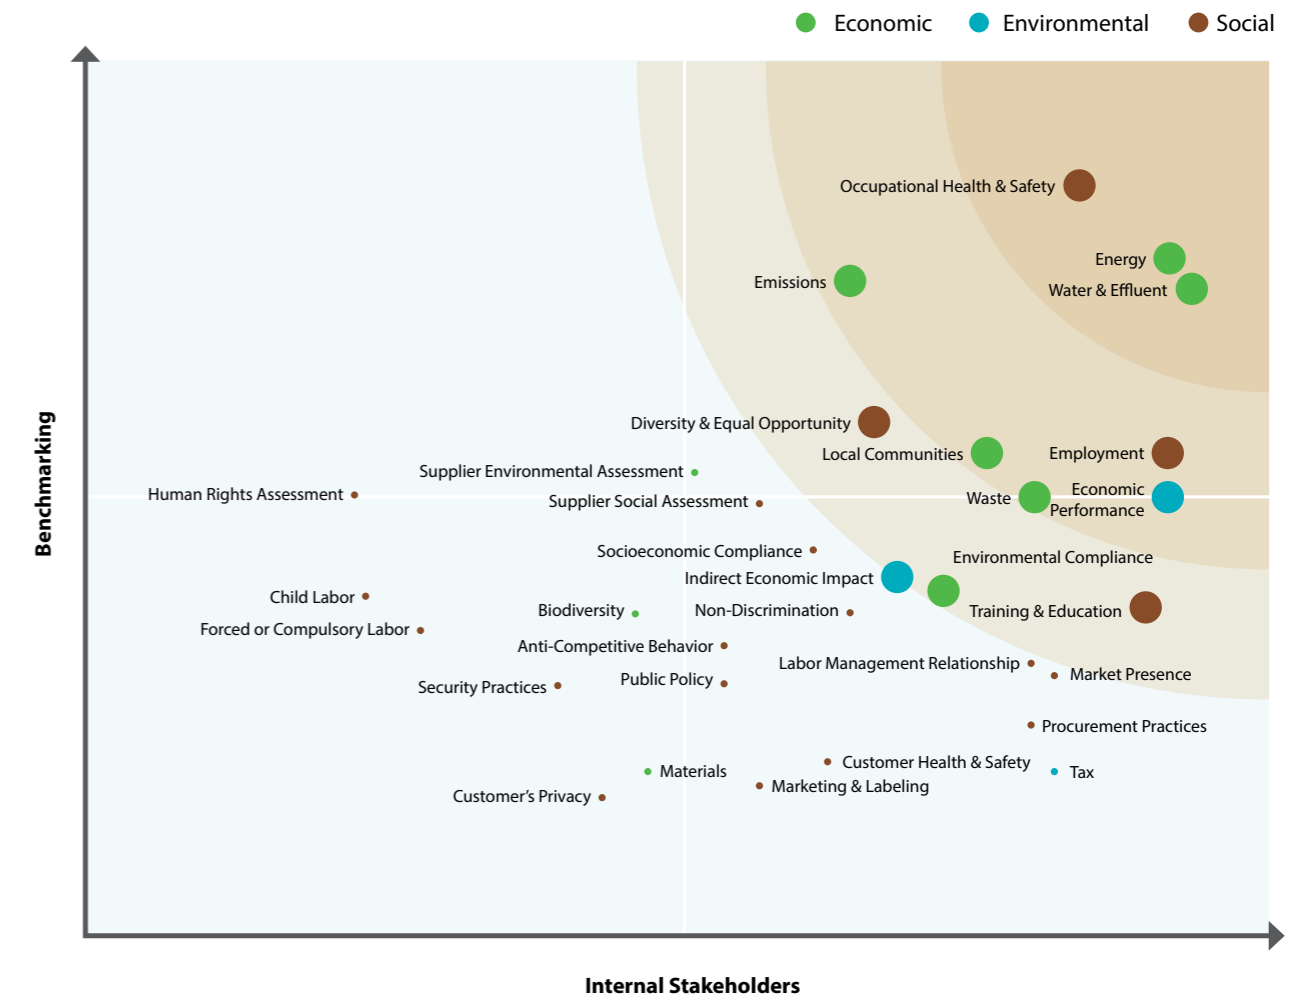 Economic
Environmental
Social
Occupational Health & Safety
Energy
Emissions
Water & Effluent
Diversity & Equal Opportunity
Local Communities
Employment
Supplier Environmental Assessment
Human Rights Assessment
Supplier Social Assessment
Waste
Economic
Performance
Socioeconomic Compliance
Environmental Compliance
Indirect Economic Impact
Child Labor
Biodiversity
Non-Discrimination
Training & Education
Forced or Compulsory Labor
Anti-Competitive Behavior
Labor Management Relationship
Market Presence
Security Practices
Public Policy
Procurement Practices
Customer Health & Safety
Materials
Tax
Marketing & Labeling
Customer's Privacy
Benchmarking
Internal Stakeholders